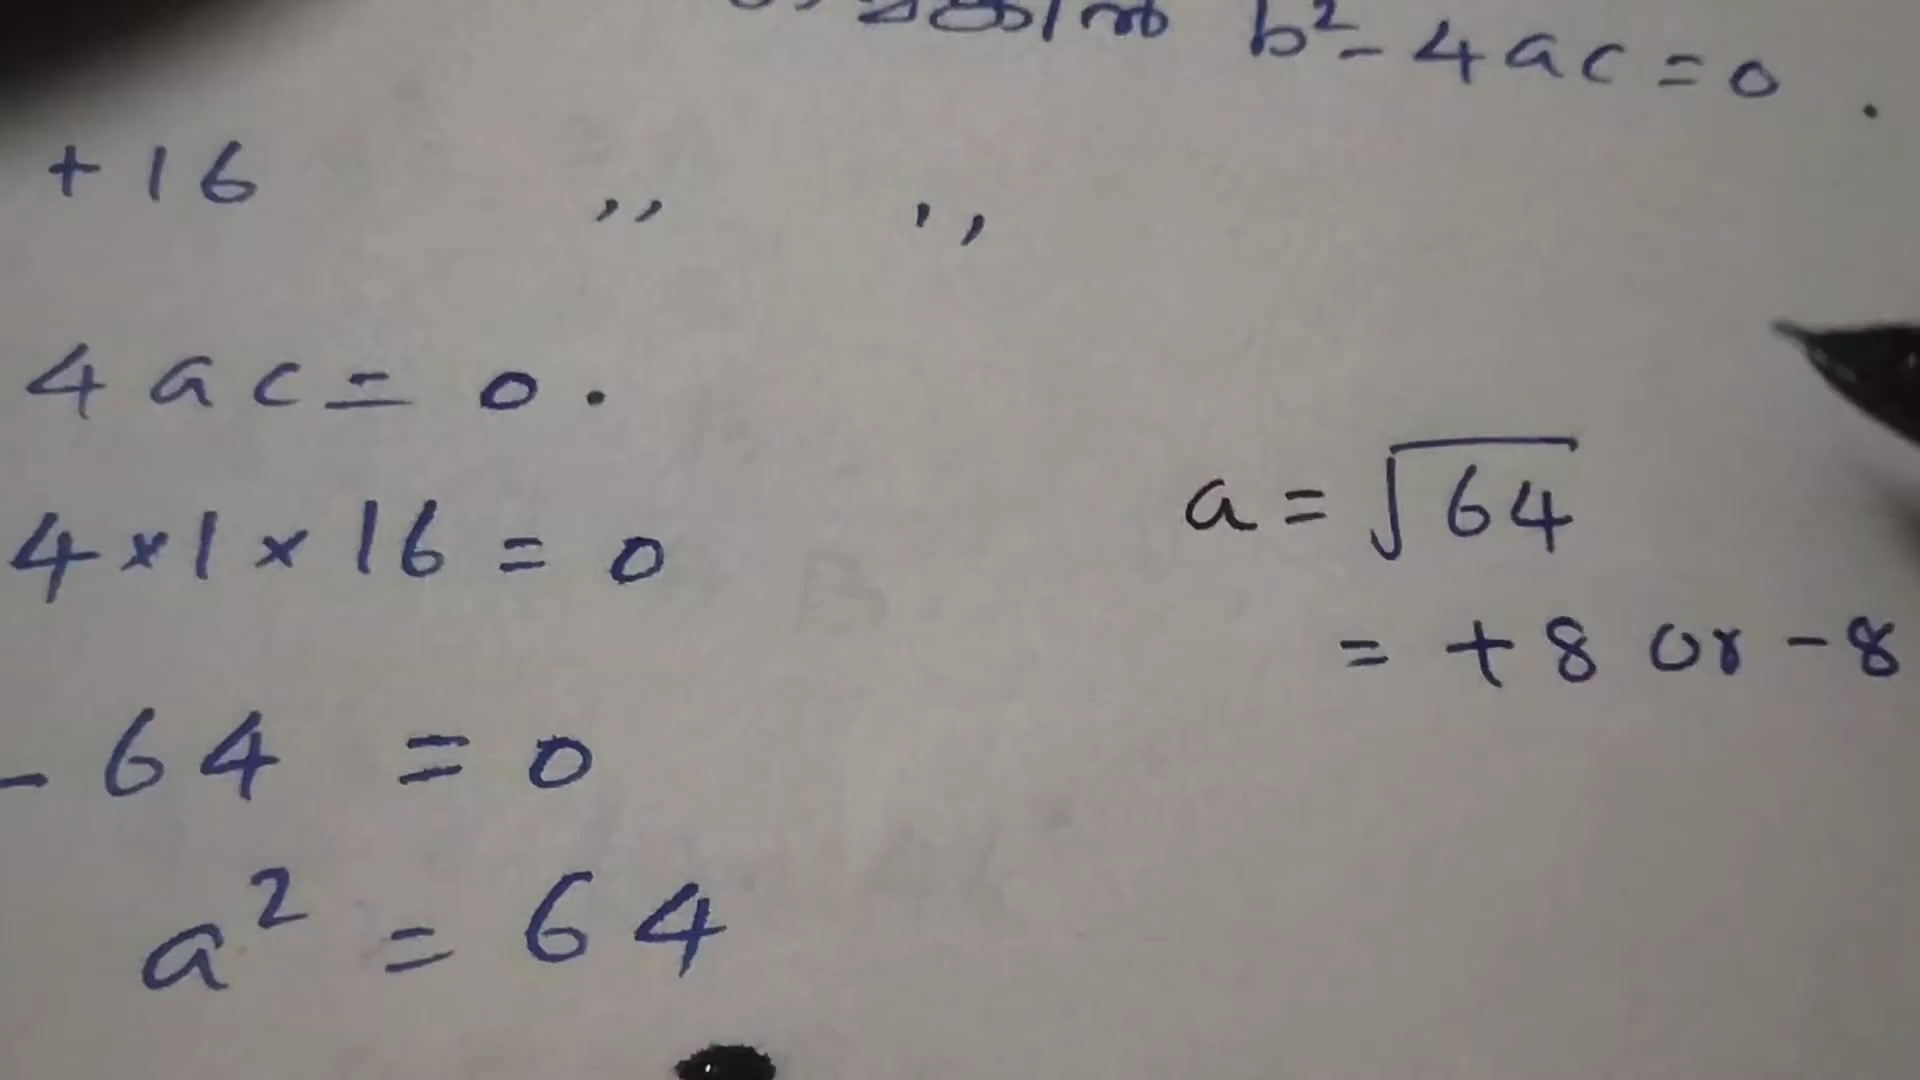 b² - 4ac = 0.
+ 16 ,, ,,
4ac = 0.
4 × 1 × 16 = 0
- 64 = 0
a² = 64
a = √64
= +8 or -8